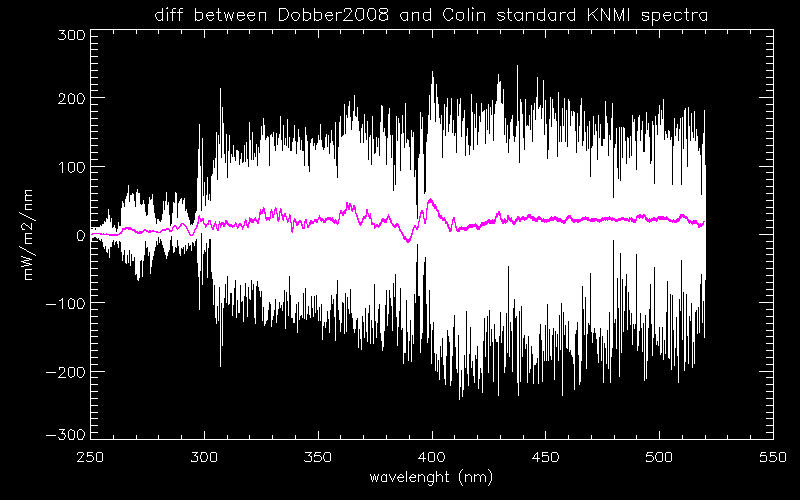 diff between Dobber2008 and Colin standard KNMI spectra
300
200
100
0
−100
−200
−300
mW/m2/nm
250 300 350 400 450 500 550
wavelenght (nm)